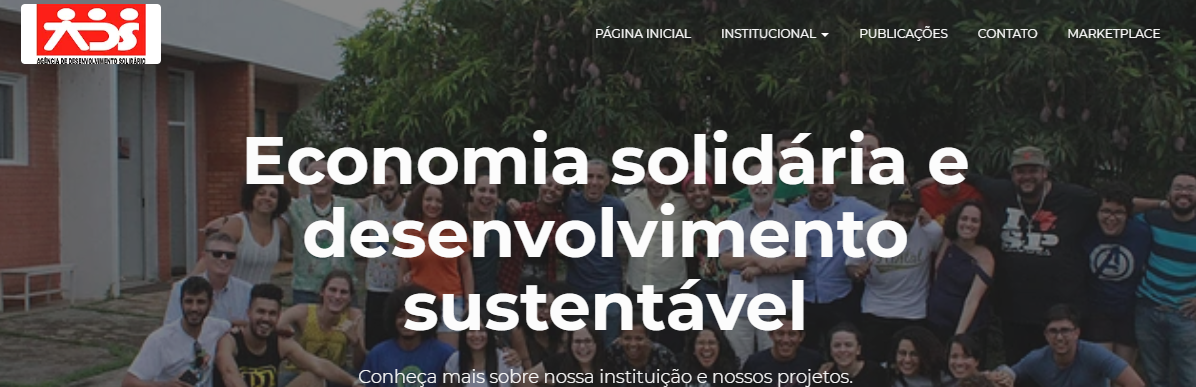 ADS
AGÊNCIA DE DESENVOLVIMENTO SOLIDÁRIO
PÁGINA INICIAL
INSTITUCIONAL
PUBLICAÇÕES
CONTATO
MARKETPLACE
Economia solidária e
desenvolvimento
sustentável
Conheça mais sobre nossa instituição e nossos projetos.
SP